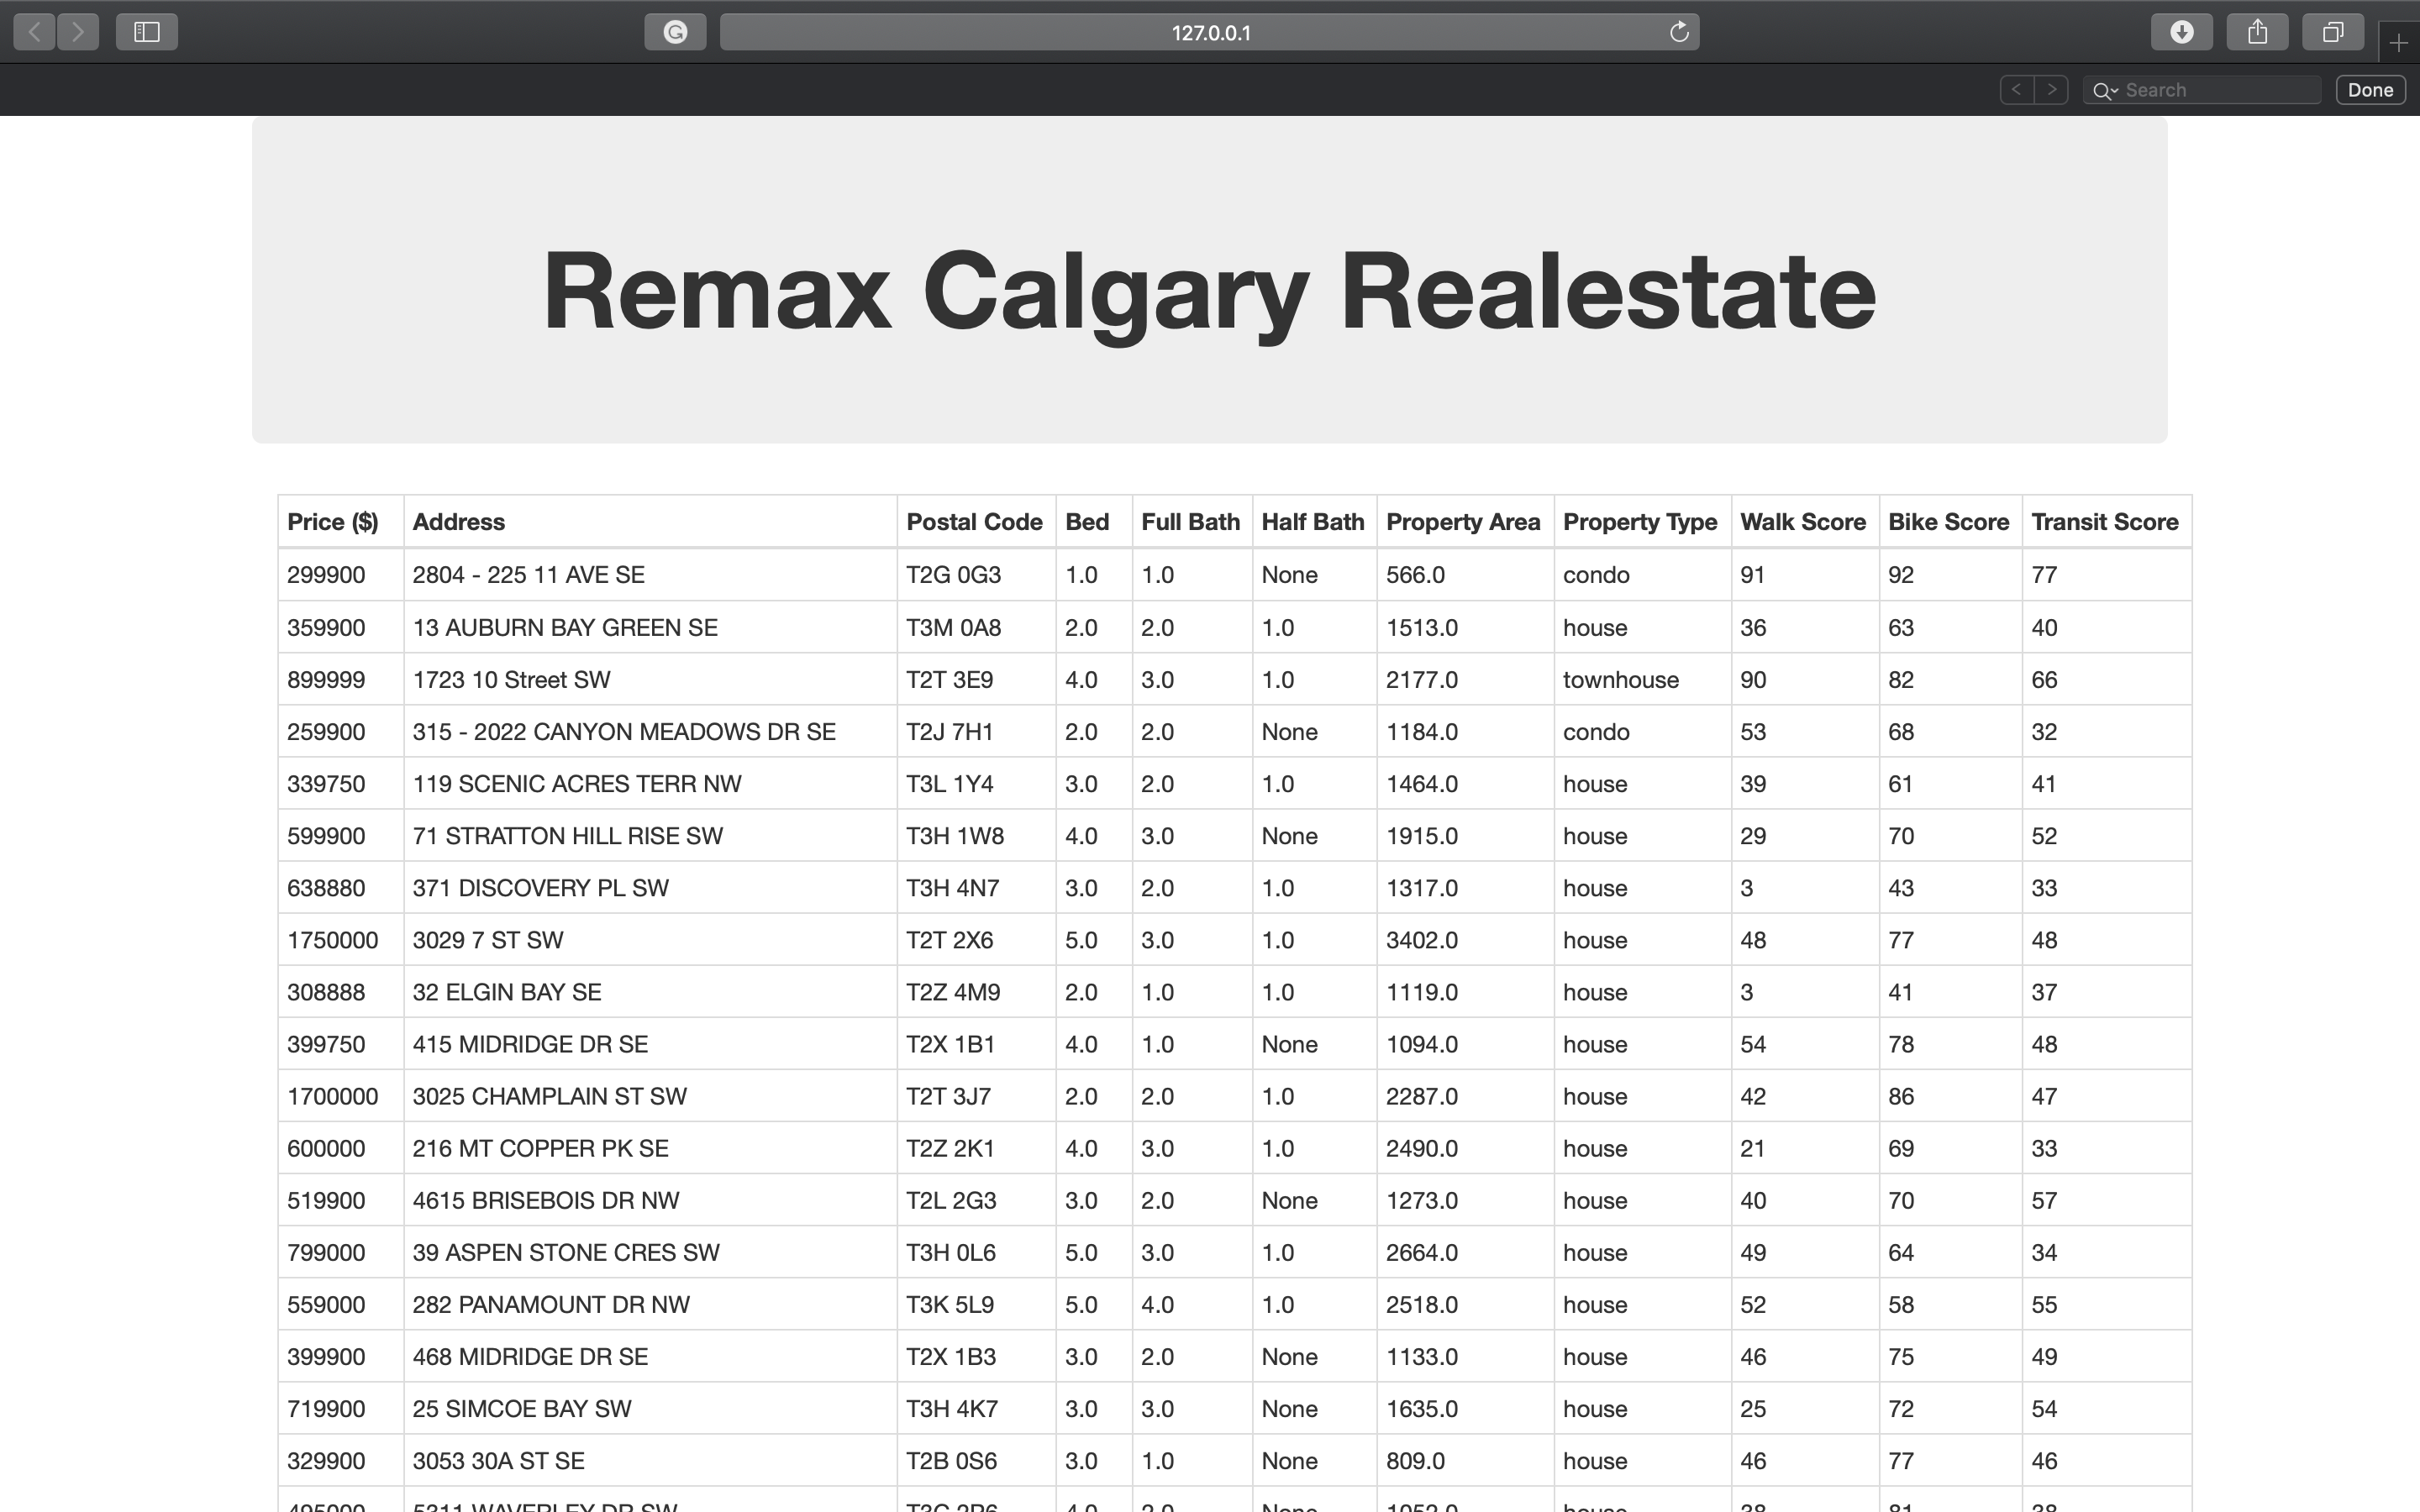 127.0.0.1
Search Done
Remax Calgary Realestate
Price ($) Address Postal Code Bed Full Bath Half Bath Property Area Property Type Walk Score Bike Score Transit Score
299900 2804 - 225 11 AVE SE T2G 0G3 1.0 1.0 None 566.0 condo 91 92 77
359900 13 AUBURN BAY GREEN SE T3M 0A8 2.0 2.0 1.0 1513.0 house 36 63 40
899999 1723 10 Street SW T2T 3E9 4.0 3.0 1.0 2177.0 townhouse 90 82 66
259900 315 - 2022 CANYON MEADOWS DR SE T2J 7H1 2.0 2.0 None 1184.0 condo 53 68 32
339750 119 SCENIC ACRES TERR NW T3L 1Y4 3.0 2.0 1.0 1464.0 house 39 61 41
599900 71 STRATTON HILL RISE SW T3H 1W8 4.0 3.0 None 1915.0 house 29 70 52
638880 371 DISCOVERY PL SW T3H 4N7 3.0 2.0 1.0 1317.0 house 3 43 33
1750000 3029 7 ST SW T2T 2X6 5.0 3.0 1.0 3402.0 house 48 77 48
308888 32 ELGIN BAY SE T2Z 4M9 2.0 1.0 1.0 1119.0 house 3 41 37
399750 415 MIDRIDGE DR SE T2X 1B1 4.0 1.0 None 1094.0 house 54 78 48
1700000 3025 CHAMPLAIN ST SW T2T 3J7 2.0 2.0 1.0 2287.0 house 42 86 47
600000 216 MT COPPER PK SE T2Z 2K1 4.0 3.0 1.0 2490.0 house 21 69 33
519900 4615 BRISEBOIS DR NW T2L 2G3 3.0 2.0 None 1273.0 house 40 70 57
799000 39 ASPEN STONE CRES SW T3H 0L6 5.0 3.0 1.0 2664.0 house 49 64 34
559000 282 PANAMOUNT DR NW T3K 5L9 5.0 4.0 1.0 2518.0 house 52 58 55
399900 468 MIDRIDGE DR SE T2X 1B3 3.0 2.0 None 1133.0 house 46 75 49
719900 25 SIMCOE BAY SW T3H 4K7 3.0 3.0 None 1635.0 house 25 72 54
329900 3053 30A ST SE T2B 0S6 3.0 1.0 None 809.0 house 46 77 46